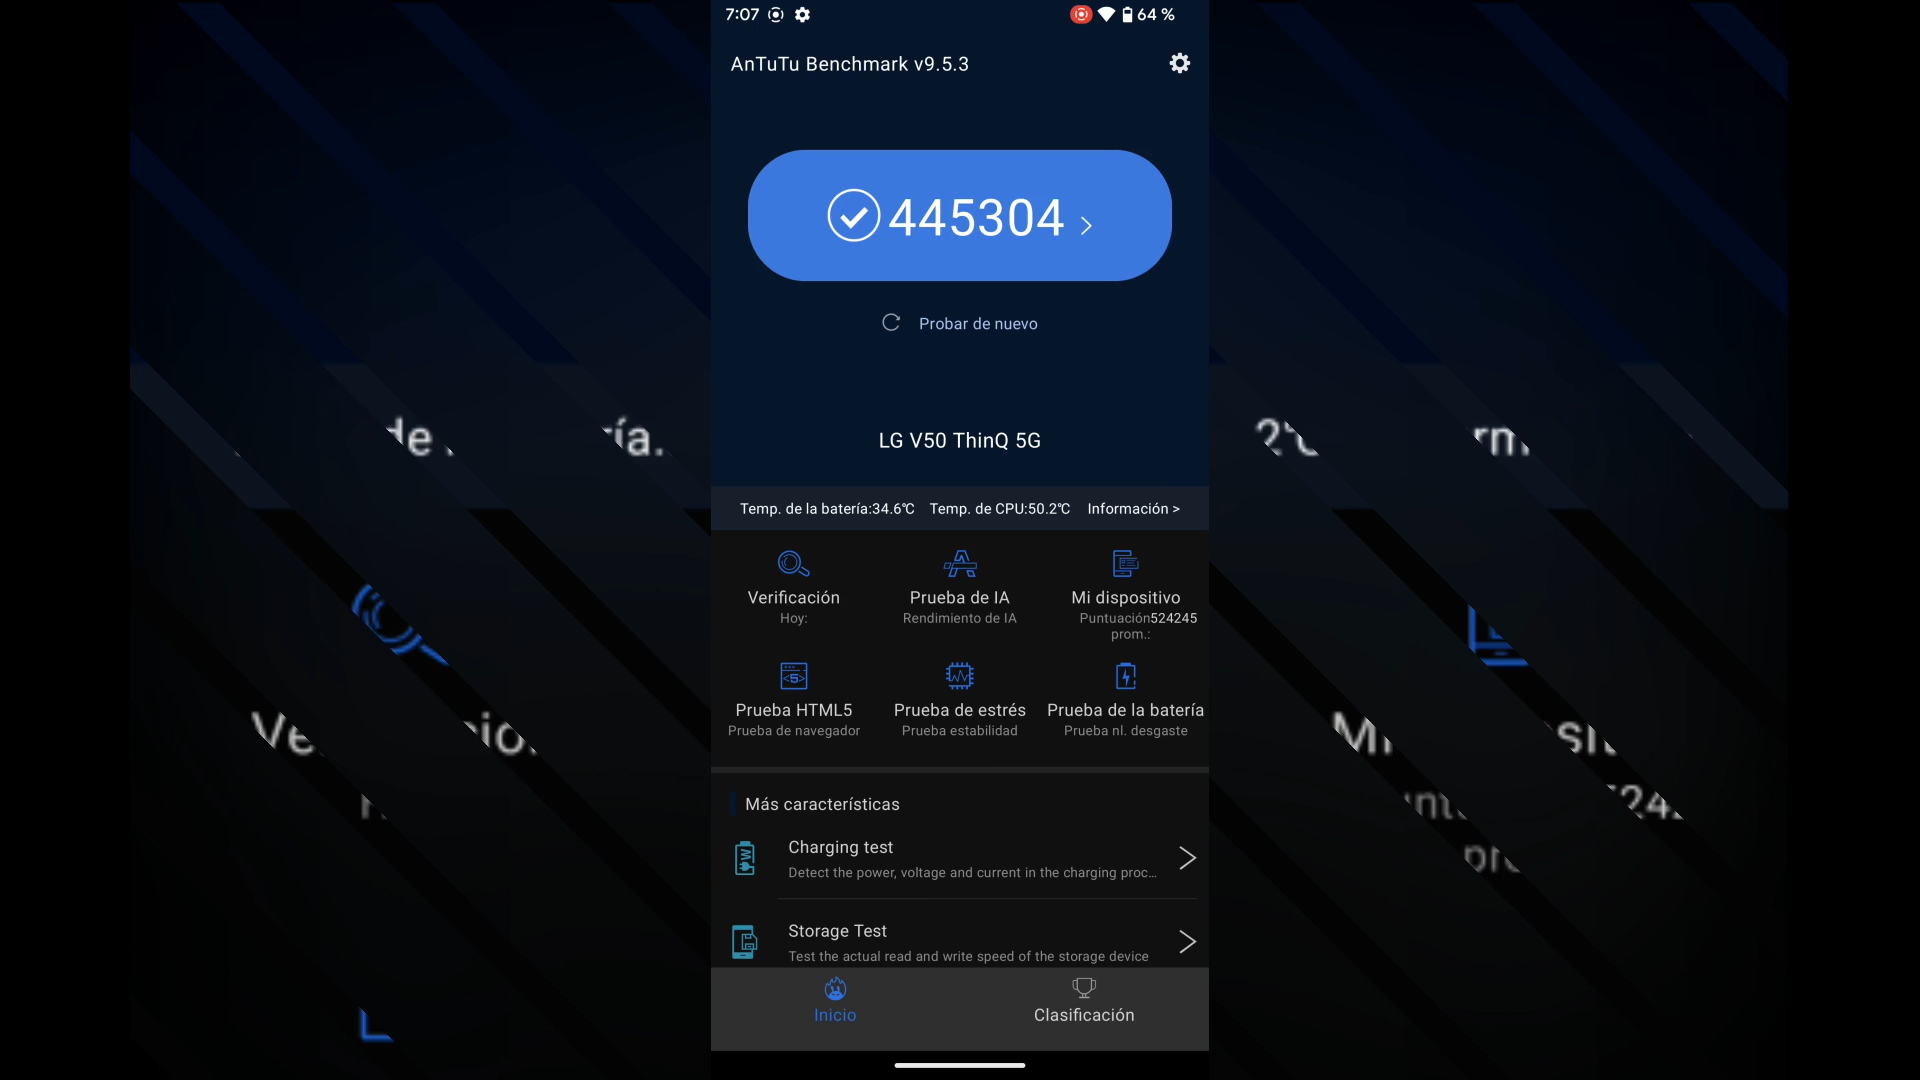 7:07
64 %
AnTuTu Benchmark v9.5.3
445304
Probar de nuevo
LG V50 ThinQ 5G
Temp. de la batería:34.6℃ Temp. de CPU:50.2℃ Información >
Verificación
Hoy:
Prueba de IA
Rendimiento de IA
Mi dispositivo
Puntuación524245
prom.:
Prueba HTML5
Prueba de navegador
Prueba de estrés
Prueba estabilidad
Prueba de la batería
Prueba nl. desgaste
Más características
Charging test
Detect the power, voltage and current in the charging proc...
Storage Test
Test the actual read and write speed of the storage device
Inicio
Clasificación